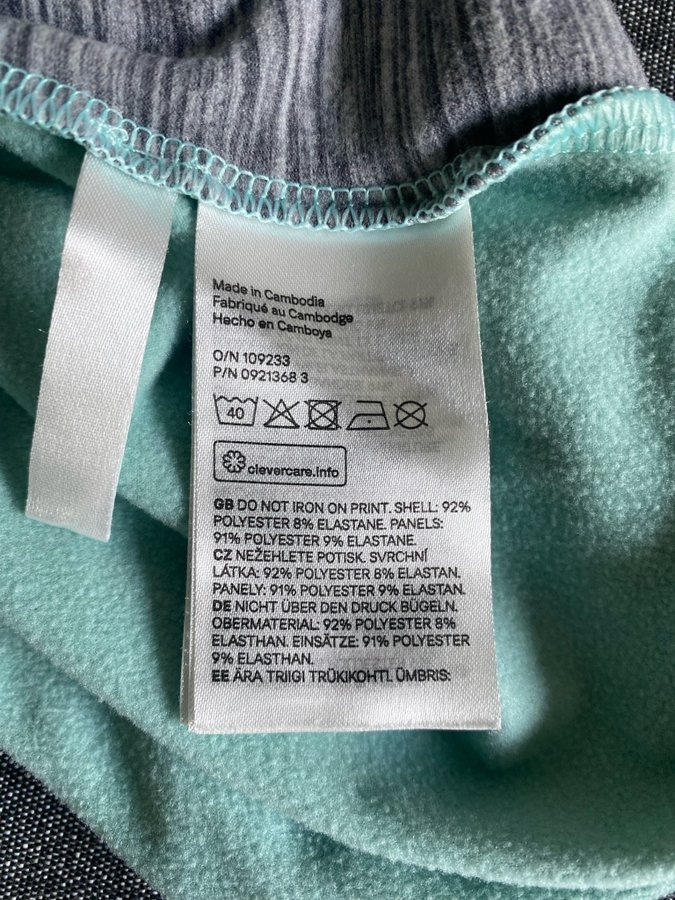 Made in Cambodia
Fabriqué au Cambodge
Hecho en Camboya
O/N 109233
P/N 0921368 3
40
clevercare.info
GB DO NOT IRON ON PRINT. SHELL: 92%
POLYESTER 8% ELASTANE. PANELS:
91% POLYESTER 9% ELASTANE.
CZ NEŽEHLETE POTISK. SVRCHNÍ
LÁTKA: 92% POLYESTER 8% ELASTAN.
PANELY: 91% POLYESTER 9% ELASTAN.
DE NICHT ÜBER DEN DRUCK BÜGELN.
OBERMATERIAL: 92% POLYESTER 8%
ELASTHAN. EINSÄTZE: 91% POLYESTER
9% ELASTHAN.
EE ÄRA TRIIGI TRÜKIKOHTI. ÜMBRIS: